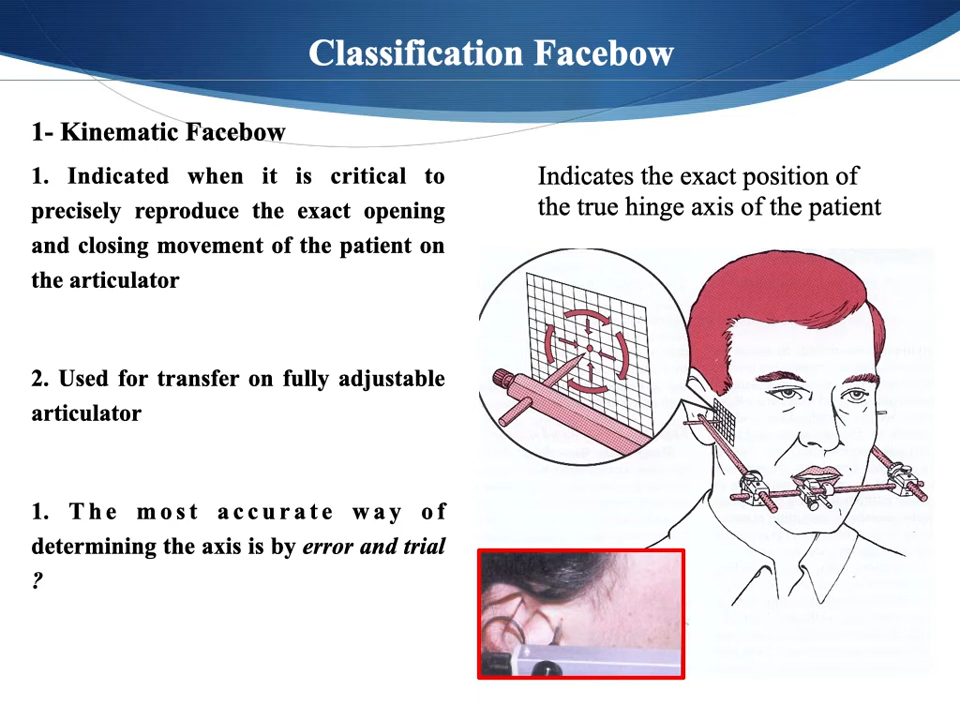 Classification Facebow
1- Kinematic Facebow
1. Indicated when it is critical to
precisely reproduce the exact opening
and closing movement of the patient on
the articulator
2. Used for transfer on fully adjustable
articulator
1. The most accurate way of
determining the axis is by error and trial
?
Indicates the exact position of
the true hinge axis of the patient